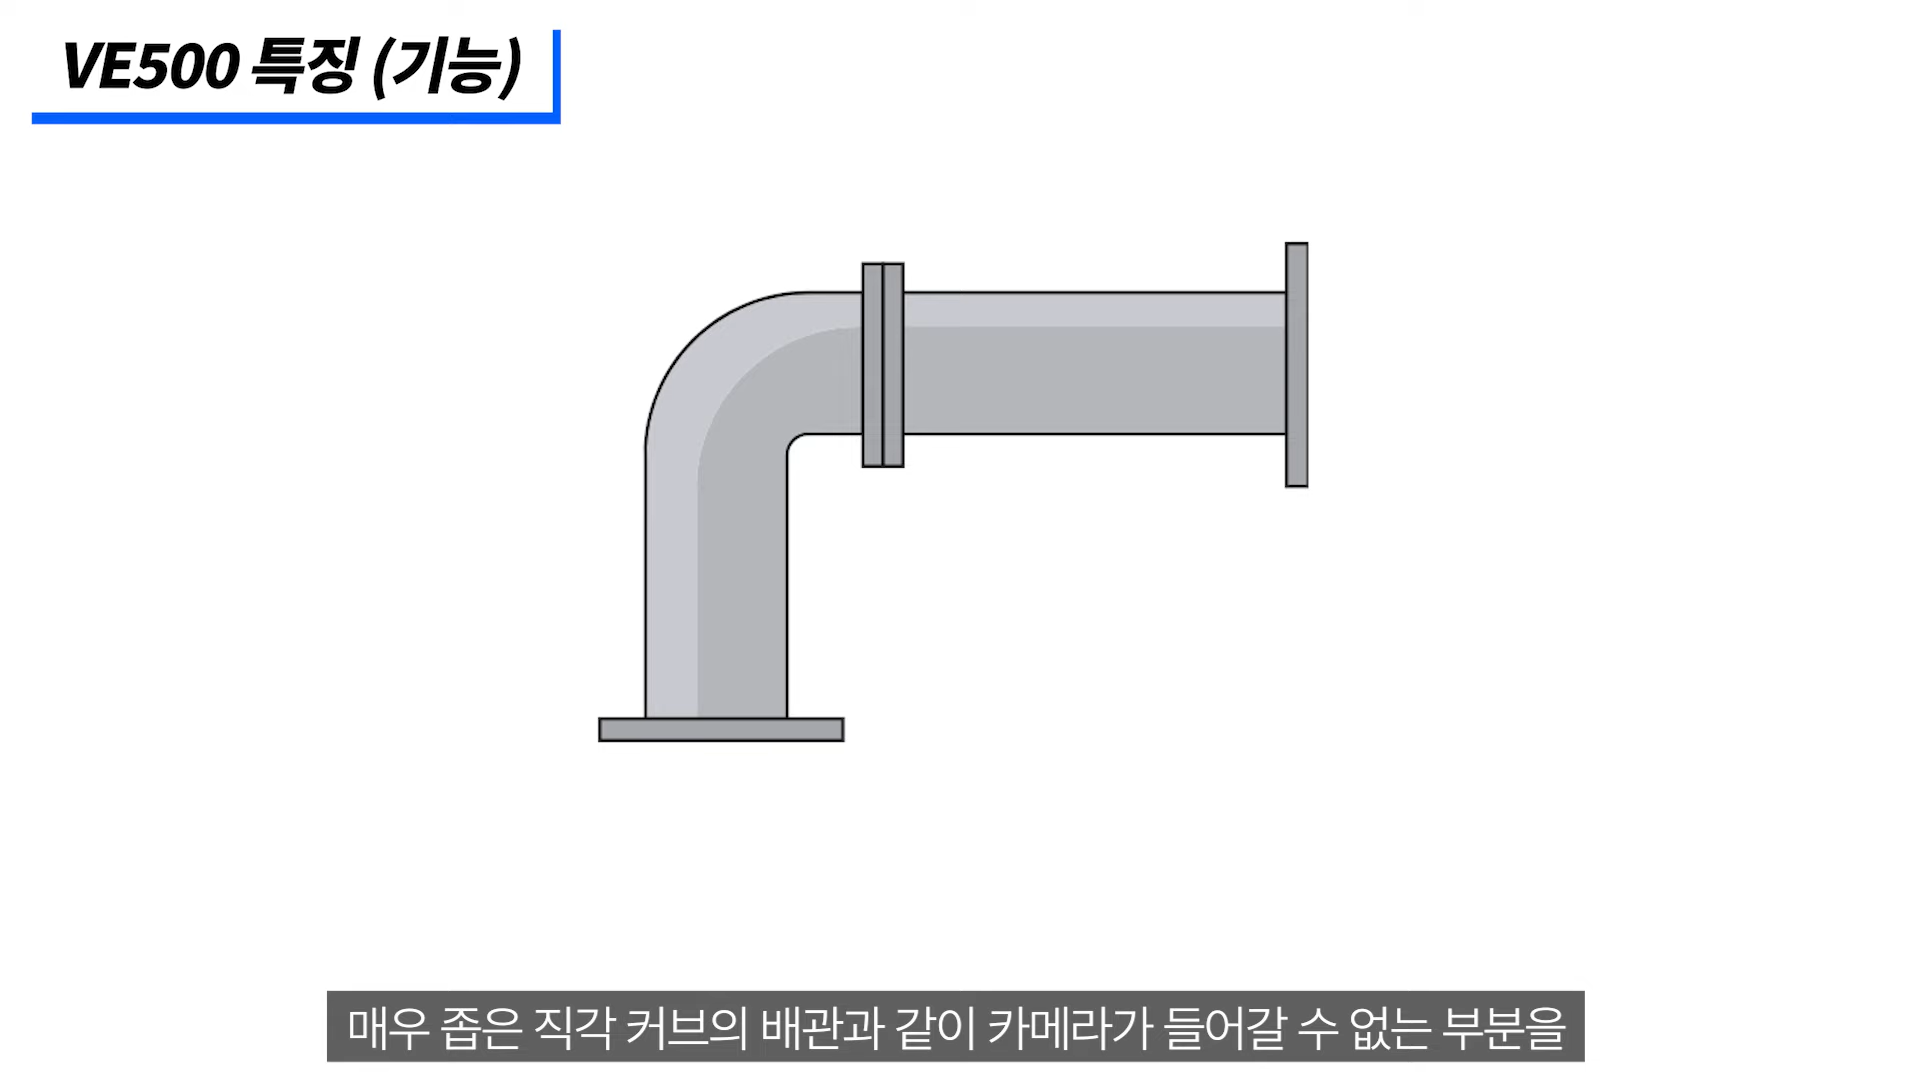 VE500 특징 (기능)
매우 좁은 직각 커브의 배관과 같이 카메라가 들어갈 수 없는 부분을